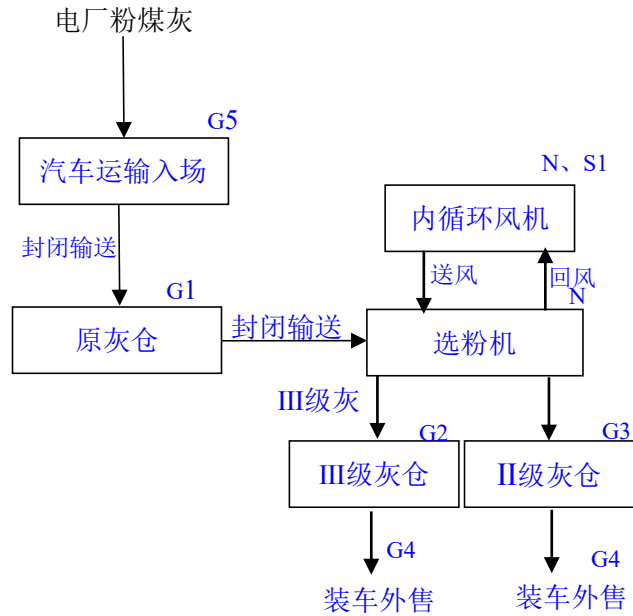 电厂粉煤灰
G5
汽车运输入场
N、S1
内循环风机
封闭输送
送风
回风
G1
N
原灰仓
封闭输送
选粉机
III级灰
G2
G3
III级灰仓
II级灰仓
G4
G4
装车外售
装车外售